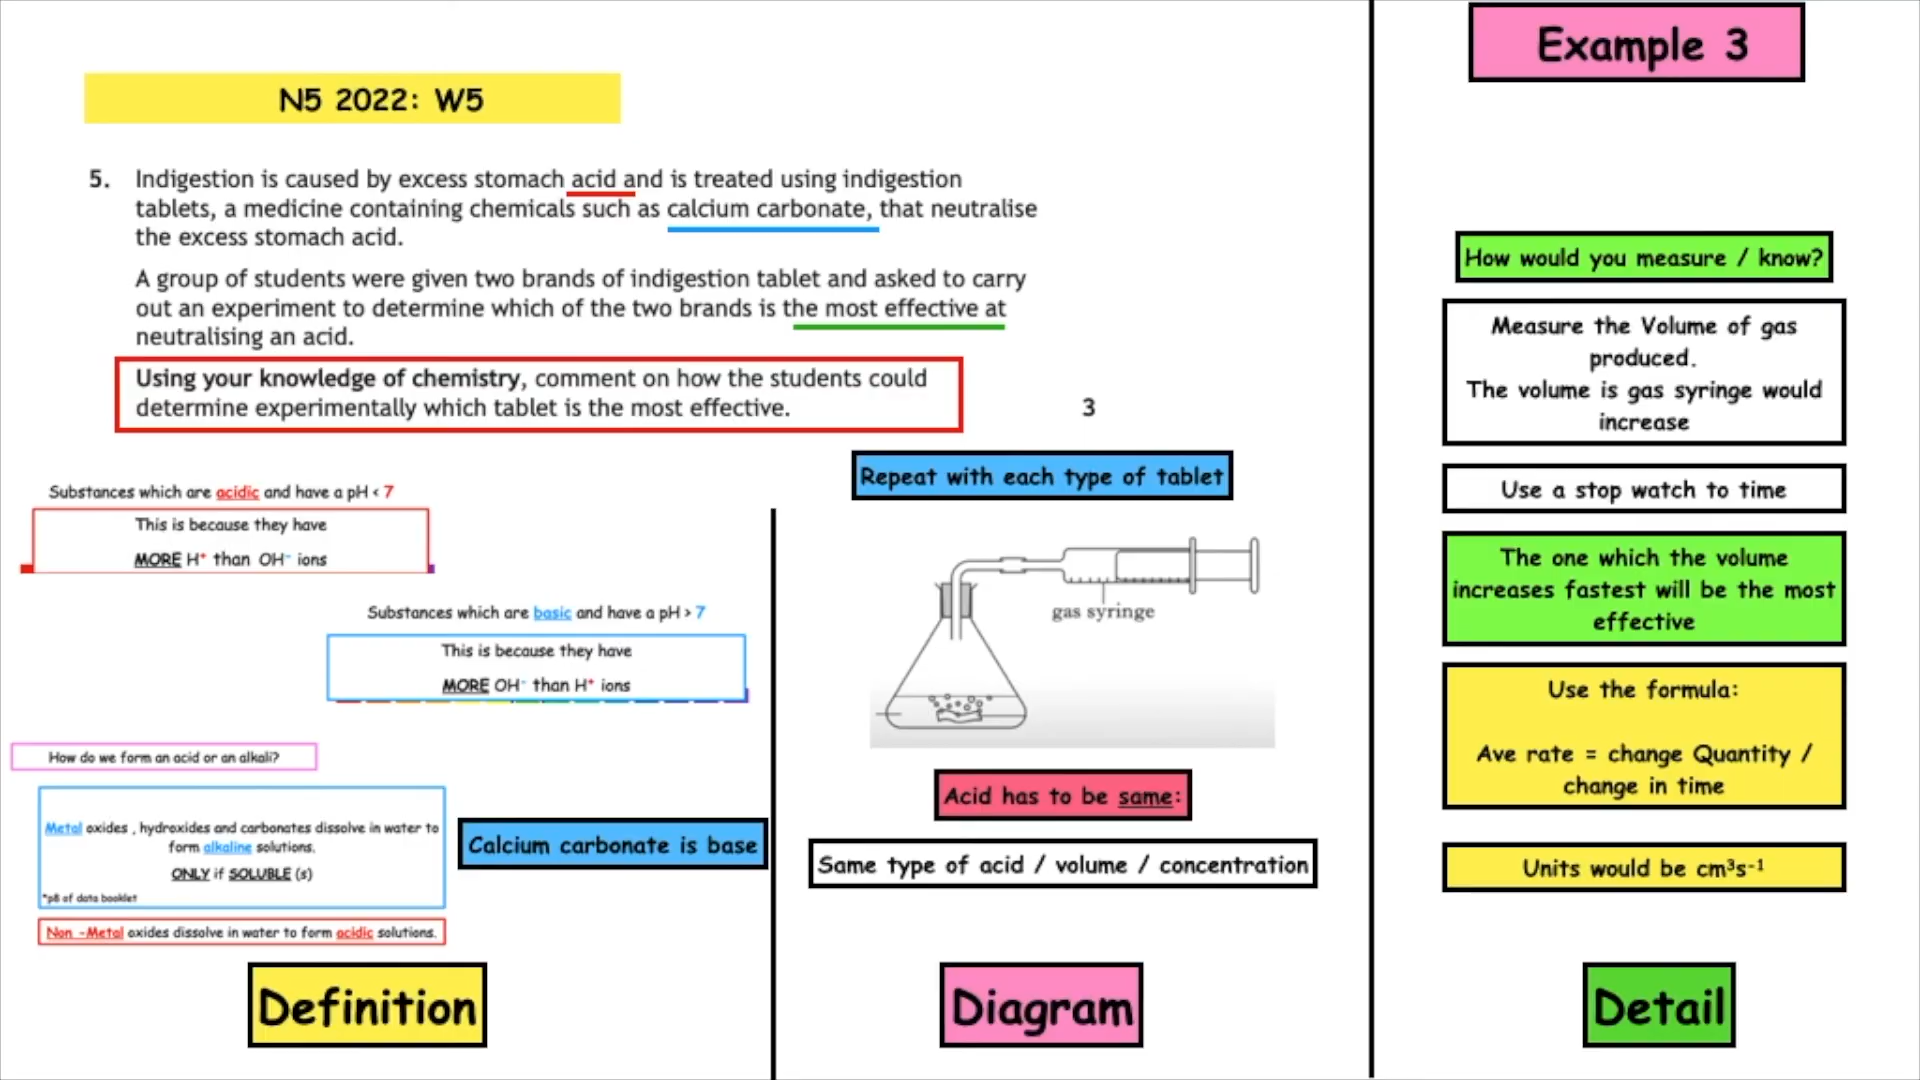 Example 3
N5 2022: W5
5. Indigestion is caused by excess stomach acid and is treated using indigestion
tablets, a medicine containing chemicals such as calcium carbonate, that neutralise
the excess stomach acid.
A group of students were given two brands of indigestion tablet and asked to carry
out an experiment to determine which of the two brands is the most effective at
neutralising an acid.
Using your knowledge of chemistry, comment on how the students could
determine experimentally which tablet is the most effective.
3
Substances which are acidic and have a pH < 7
This is because they have
MORE H⁺ than OH⁻ ions
Substances which are basic and have a pH > 7
This is because they have
MORE OH⁻ than H⁺ ions
How do we form an acid or an alkali?
Metal oxides , hydroxides and carbonates dissolve in water to
form alkaline solutions.
ONLY if SOLUBLE (s)
*p8 of data booklet
Non -Metal oxides dissolve in water to form acidic solutions.
Calcium carbonate is base
Definition
Repeat with each type of tablet
gas syringe
Acid has to be same:
Same type of acid / volume / concentration
Diagram
How would you measure / know?
Measure the Volume of gas
produced.
The volume is gas syringe would
increase
Use a stop watch to time
The one which the volume
increases fastest will be the most
effective
Use the formula:
Ave rate = change Quantity /
change in time
Units would be cm³s⁻¹
Detail